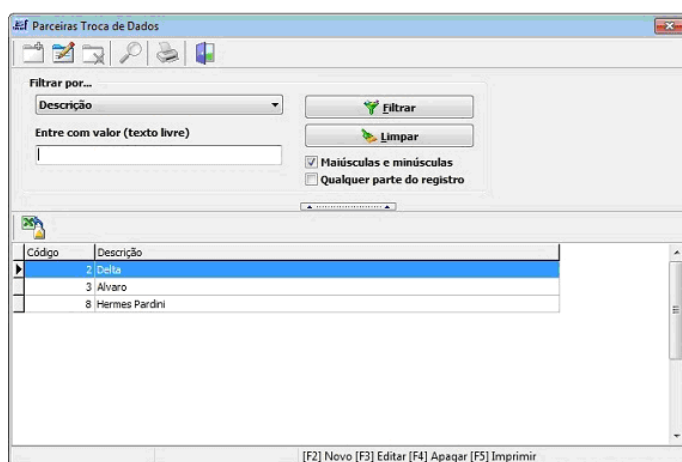 Parceiras Troca de Dados
Filtrar por...
Descrição
Filtrar
Entre com valor (texto livre)
Limpar
Maiúsculas e minúsculas
Qualquer parte do registro
Código Descrição
2 Delta
3 Alvaro
8 Hermes Pardini
[F2] Novo [F3] Editar [F4] Apagar [F5] Imprimir